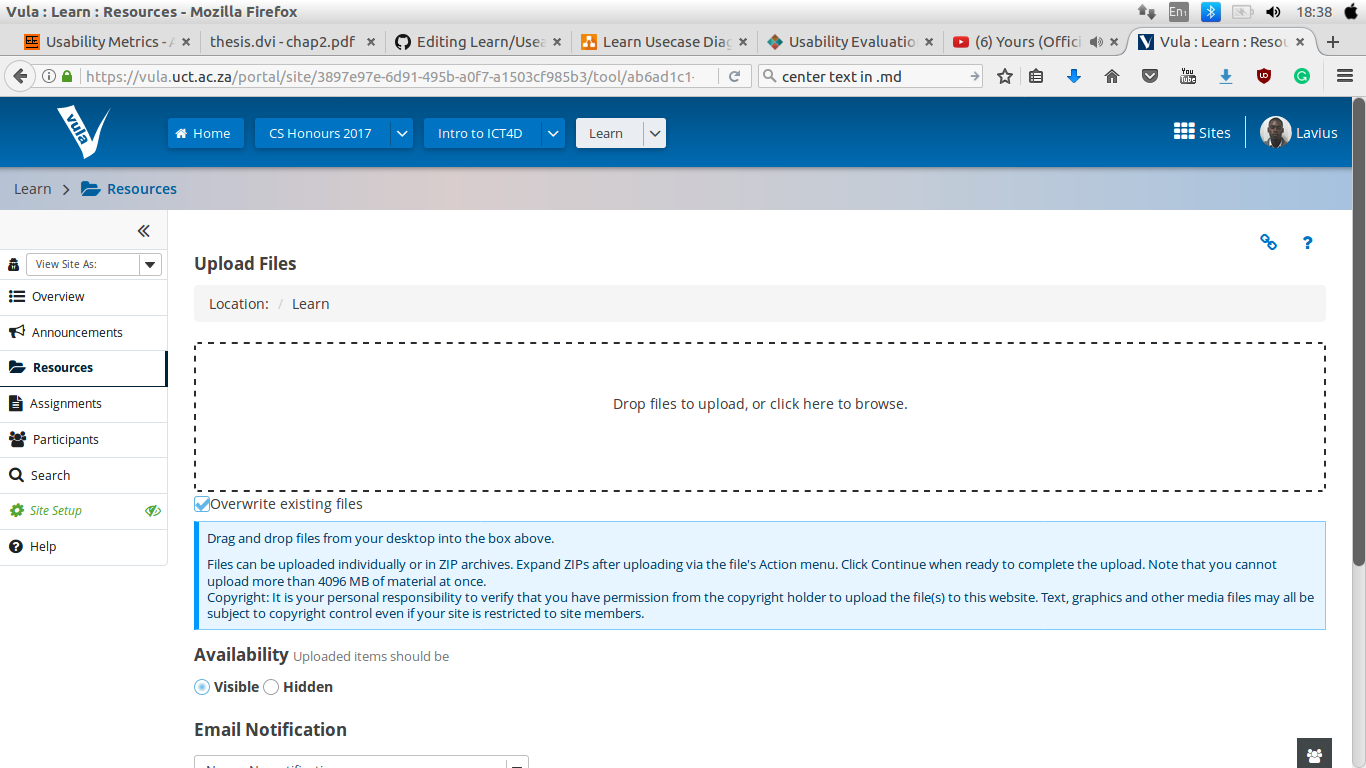 Vula : Learn : Resources - Mozilla Firefox
En₁
18:38
Usability Metrics - A
thesis.dvi - chap2.pdf
Editing Learn/Usea
Learn Usecase Diag
Usability Evaluatio
(6) Yours (Offici
Vula : Learn : Resou
https://vula.uct.ac.za/portal/site/3897e97e-6d91-495b-a0f7-a1503cf985b3/tool/ab6ad1c1-
center text in .md
You
Tube
vula
Home
CS Honours 2017
Intro to ICT4D
Learn
Sites
Lavius
Learn
Resources
View Site As:
Overview
Announcements
Resources
Assignments
Participants
Search
Site Setup
Help
Upload Files
Location: / Learn
Drop files to upload, or click here to browse.
Overwrite existing files
Drag and drop files from your desktop into the box above.
Files can be uploaded individually or in ZIP archives. Expand ZIPs after uploading via the file's Action menu. Click Continue when ready to complete the upload. Note that you cannot
upload more than 4096 MB of material at once.
Copyright: It is your personal responsibility to verify that you have permission from the copyright holder to upload the file(s) to this website. Text, graphics and other media files may all be
subject to copyright control even if your site is restricted to site members.
Availability Uploaded items should be
Visible Hidden
Email Notification